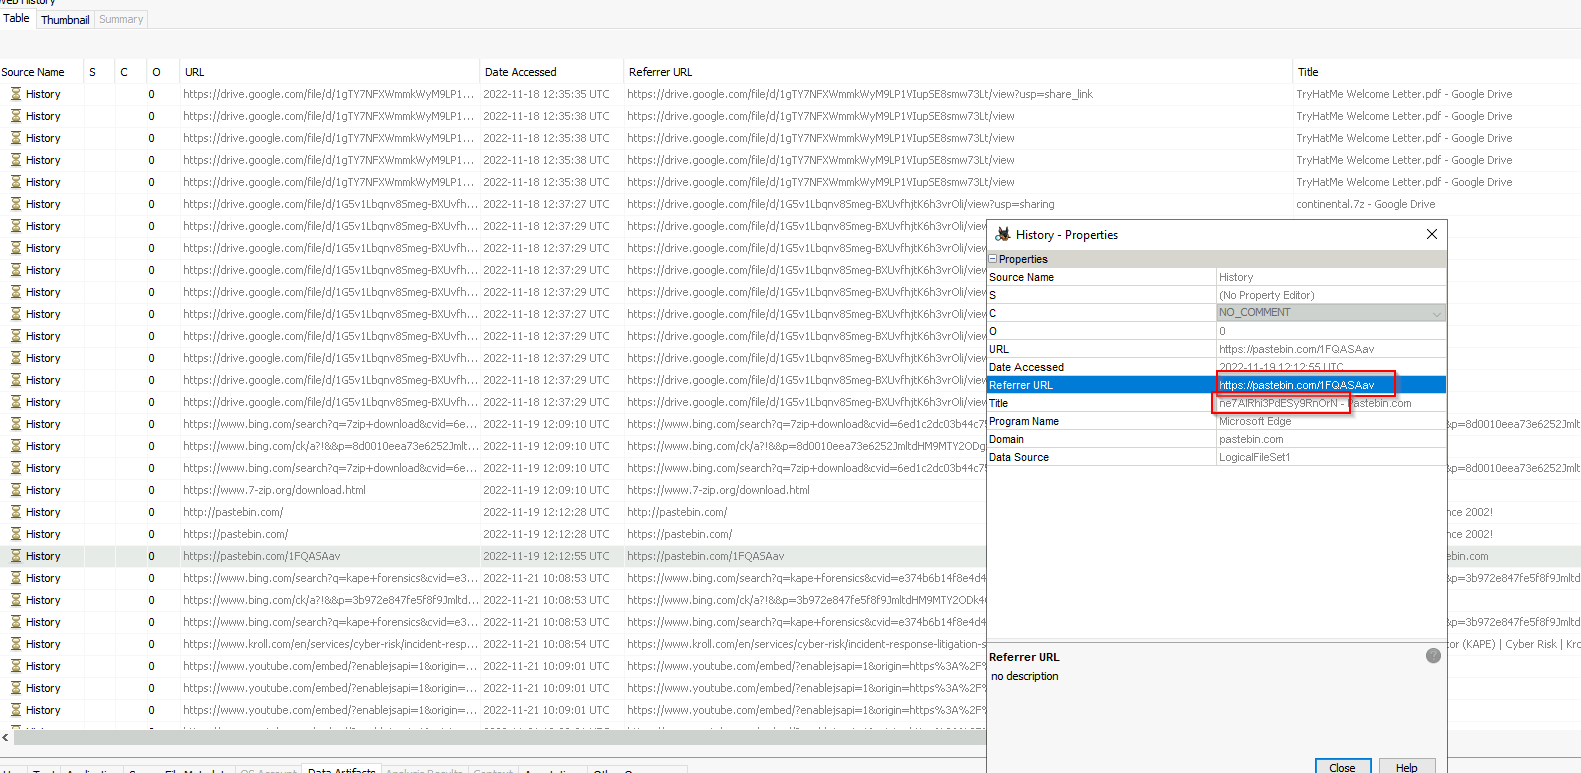 Web History
Table Thumbnail Summary
Source Name S C O URL Date Accessed Referrer URL Title
History 0 https://drive.google.com/file/d/1gTY7NFXWmmkWyM9LP1... 2022-11-18 12:35:35 UTC https://drive.google.com/file/d/1gTY7NFXWmmkWyM9LP1VIupSE8smw73Lt/view?usp=share_link TryHatMe Welcome Letter.pdf - Google Drive
History 0 https://drive.google.com/file/d/1gTY7NFXWmmkWyM9LP1... 2022-11-18 12:35:38 UTC https://drive.google.com/file/d/1gTY7NFXWmmkWyM9LP1VIupSE8smw73Lt/view TryHatMe Welcome Letter.pdf - Google Drive
History 0 https://drive.google.com/file/d/1gTY7NFXWmmkWyM9LP1... 2022-11-18 12:35:38 UTC https://drive.google.com/file/d/1gTY7NFXWmmkWyM9LP1VIupSE8smw73Lt/view TryHatMe Welcome Letter.pdf - Google Drive
History 0 https://drive.google.com/file/d/1gTY7NFXWmmkWyM9LP1... 2022-11-18 12:35:38 UTC https://drive.google.com/file/d/1gTY7NFXWmmkWyM9LP1VIupSE8smw73Lt/view TryHatMe Welcome Letter.pdf - Google Drive
History 0 https://drive.google.com/file/d/1gTY7NFXWmmkWyM9LP1... 2022-11-18 12:35:38 UTC https://drive.google.com/file/d/1gTY7NFXWmmkWyM9LP1VIupSE8smw73Lt/view TryHatMe Welcome Letter.pdf - Google Drive
History 0 https://drive.google.com/file/d/1G5v1Lbqnv8Smeg-BXUvfh... 2022-11-18 12:37:27 UTC https://drive.google.com/file/d/1G5v1Lbqnv8Smeg-BXUvfhjtK6h3vrOli/view?usp=sharing continental.7z - Google Drive
History 0 https://drive.google.com/file/d/1G5v1Lbqnv8Smeg-BXUvfh... 2022-11-18 12:37:29 UTC https://drive.google.com/file/d/1G5v1Lbqnv8Smeg-BXUvfhjtK6h3vrOli/view
History 0 https://drive.google.com/file/d/1G5v1Lbqnv8Smeg-BXUvfh... 2022-11-18 12:37:29 UTC https://drive.google.com/file/d/1G5v1Lbqnv8Smeg-BXUvfhjtK6h3vrOli/view
History 0 https://drive.google.com/file/d/1G5v1Lbqnv8Smeg-BXUvfh... 2022-11-18 12:37:29 UTC https://drive.google.com/file/d/1G5v1Lbqnv8Smeg-BXUvfhjtK6h3vrOli/view
History 0 https://drive.google.com/file/d/1G5v1Lbqnv8Smeg-BXUvfh... 2022-11-18 12:37:29 UTC https://drive.google.com/file/d/1G5v1Lbqnv8Smeg-BXUvfhjtK6h3vrOli/view
History 0 https://drive.google.com/file/d/1G5v1Lbqnv8Smeg-BXUvfh... 2022-11-18 12:37:27 UTC https://drive.google.com/file/d/1G5v1Lbqnv8Smeg-BXUvfhjtK6h3vrOli/view
History 0 https://drive.google.com/file/d/1G5v1Lbqnv8Smeg-BXUvfh... 2022-11-18 12:37:29 UTC https://drive.google.com/file/d/1G5v1Lbqnv8Smeg-BXUvfhjtK6h3vrOli/view
History 0 https://drive.google.com/file/d/1G5v1Lbqnv8Smeg-BXUvfh... 2022-11-18 12:37:29 UTC https://drive.google.com/file/d/1G5v1Lbqnv8Smeg-BXUvfhjtK6h3vrOli/view
History 0 https://drive.google.com/file/d/1G5v1Lbqnv8Smeg-BXUvfh... 2022-11-18 12:37:29 UTC https://drive.google.com/file/d/1G5v1Lbqnv8Smeg-BXUvfhjtK6h3vrOli/view
History 0 https://drive.google.com/file/d/1G5v1Lbqnv8Smeg-BXUvfh... 2022-11-18 12:37:29 UTC https://drive.google.com/file/d/1G5v1Lbqnv8Smeg-BXUvfhjtK6h3vrOli/view
History 0 https://www.bing.com/search?q=7zip+download&cvid=6e... 2022-11-19 12:09:10 UTC https://www.bing.com/search?q=7zip+download&cvid=6ed1c2dc03b44c7 &p=8d0010eea73e6252Jmltd
History 0 https://www.bing.com/ck/a?!&&p=8d0010eea73e6252Jmlt... 2022-11-19 12:09:10 UTC https://www.bing.com/ck/a?!&&p=8d0010eea73e6252JmltdHM9MTY2ODg
History 0 https://www.bing.com/search?q=7zip+download&cvid=6e... 2022-11-19 12:09:10 UTC https://www.bing.com/search?q=7zip+download&cvid=6ed1c2dc03b44c7 &p=8d0010eea73e6252Jmltd
History 0 https://www.7-zip.org/download.html 2022-11-19 12:09:10 UTC https://www.7-zip.org/download.html
History 0 http://pastebin.com/ 2022-11-19 12:12:28 UTC http://pastebin.com/ nce 2002!
History 0 https://pastebin.com/ 2022-11-19 12:12:28 UTC https://pastebin.com/ nce 2002!
History 0 https://pastebin.com/1FQASAav 2022-11-19 12:12:55 UTC https://pastebin.com/1FQASAav bin.com
History 0 https://www.bing.com/search?q=kape+forensics&cvid=e3... 2022-11-21 10:08:53 UTC https://www.bing.com/search?q=kape+forensics&cvid=e374b6b14f8e4d4 &p=3b972e847fe5f8f9Jmltd
History 0 https://www.bing.com/ck/a?!&&p=3b972e847fe5f8f9Jmltd... 2022-11-21 10:08:53 UTC https://www.bing.com/ck/a?!&&p=3b972e847fe5f8f9JmltdHM9MTY2ODk4
History 0 https://www.bing.com/search?q=kape+forensics&cvid=e3... 2022-11-21 10:08:53 UTC https://www.bing.com/search?q=kape+forensics&cvid=e374b6b14f8e4d4 &p=3b972e847fe5f8f9Jmltd
History 0 https://www.kroll.com/en/services/cyber-risk/incident-resp... 2022-11-21 10:08:53 UTC https://www.kroll.com/en/services/cyber-risk/incident-response-litigation-s tor (KAPE) | Cyber Risk | Kro
History 0 https://www.youtube.com/embed/?enablejsapi=1&origin=... 2022-11-21 10:09:01 UTC https://www.youtube.com/embed/?enablejsapi=1&origin=https%3A%2F%
History 0 https://www.youtube.com/embed/?enablejsapi=1&origin=... 2022-11-21 10:09:01 UTC https://www.youtube.com/embed/?enablejsapi=1&origin=https%3A%2F%
History 0 https://www.youtube.com/embed/?enablejsapi=1&origin=... 2022-11-21 10:09:01 UTC https://www.youtube.com/embed/?enablejsapi=1&origin=https%3A%2F%
History - Properties
Properties
Source Name History
S (No Property Editor)
C NO_COMMENT
O 0
URL https://pastebin.com/1FQASAav
Date Accessed 2022-11-19 12:12:55 UTC
Referrer URL https://pastebin.com/1FQASAav
Title ne7AIRhi3PdESy9RnOrN - Pastebin.com
Program Name Microsoft Edge
Domain pastebin.com
Data Source LogicalFileSet1
Referrer URL
no description
Close Help
Data Artifacts Analysis Results Context